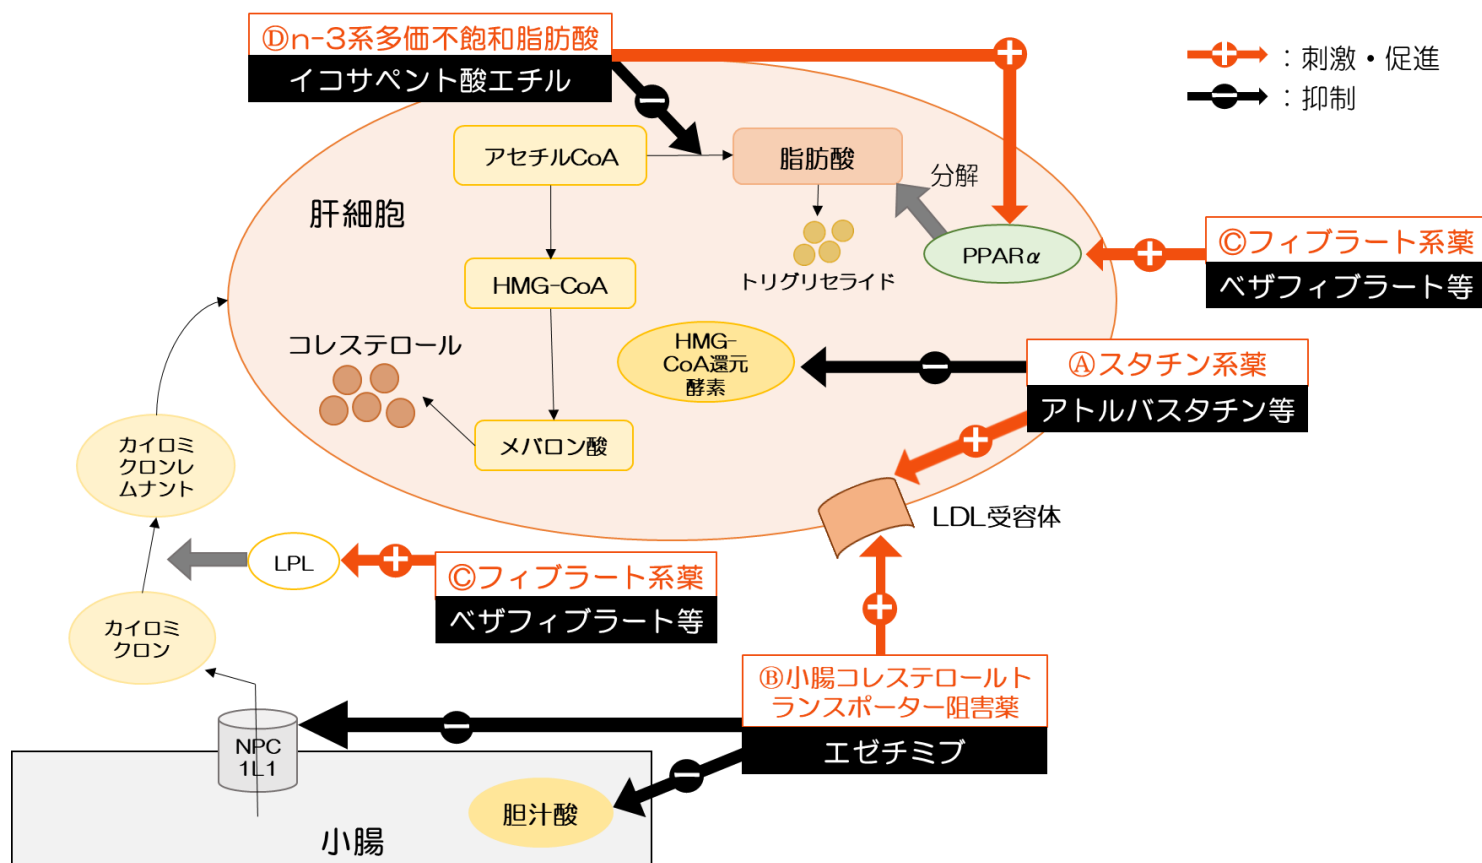 Ⓓn-3系多価不飽和脂肪酸
イコサペント酸エチル
：刺激・促進
：抑制
アセチルCoA
脂肪酸
分解
肝細胞
PPARα
Ⓒフィブラート系薬
ベザフィブラート等
HMG-CoA
トリグリセライド
コレステロール
HMG-
CoA還元
酵素
Ⓐスタチン系薬
アトルバスタチン等
メバロン酸
カイロミ
クロンレ
ムナント
LDL受容体
LPL
Ⓒフィブラート系薬
ベザフィブラート等
カイロミ
クロン
Ⓑ小腸コレステロールト
ランスポーター阻害薬
エゼチミブ
NPC
1L1
胆汁酸
小腸